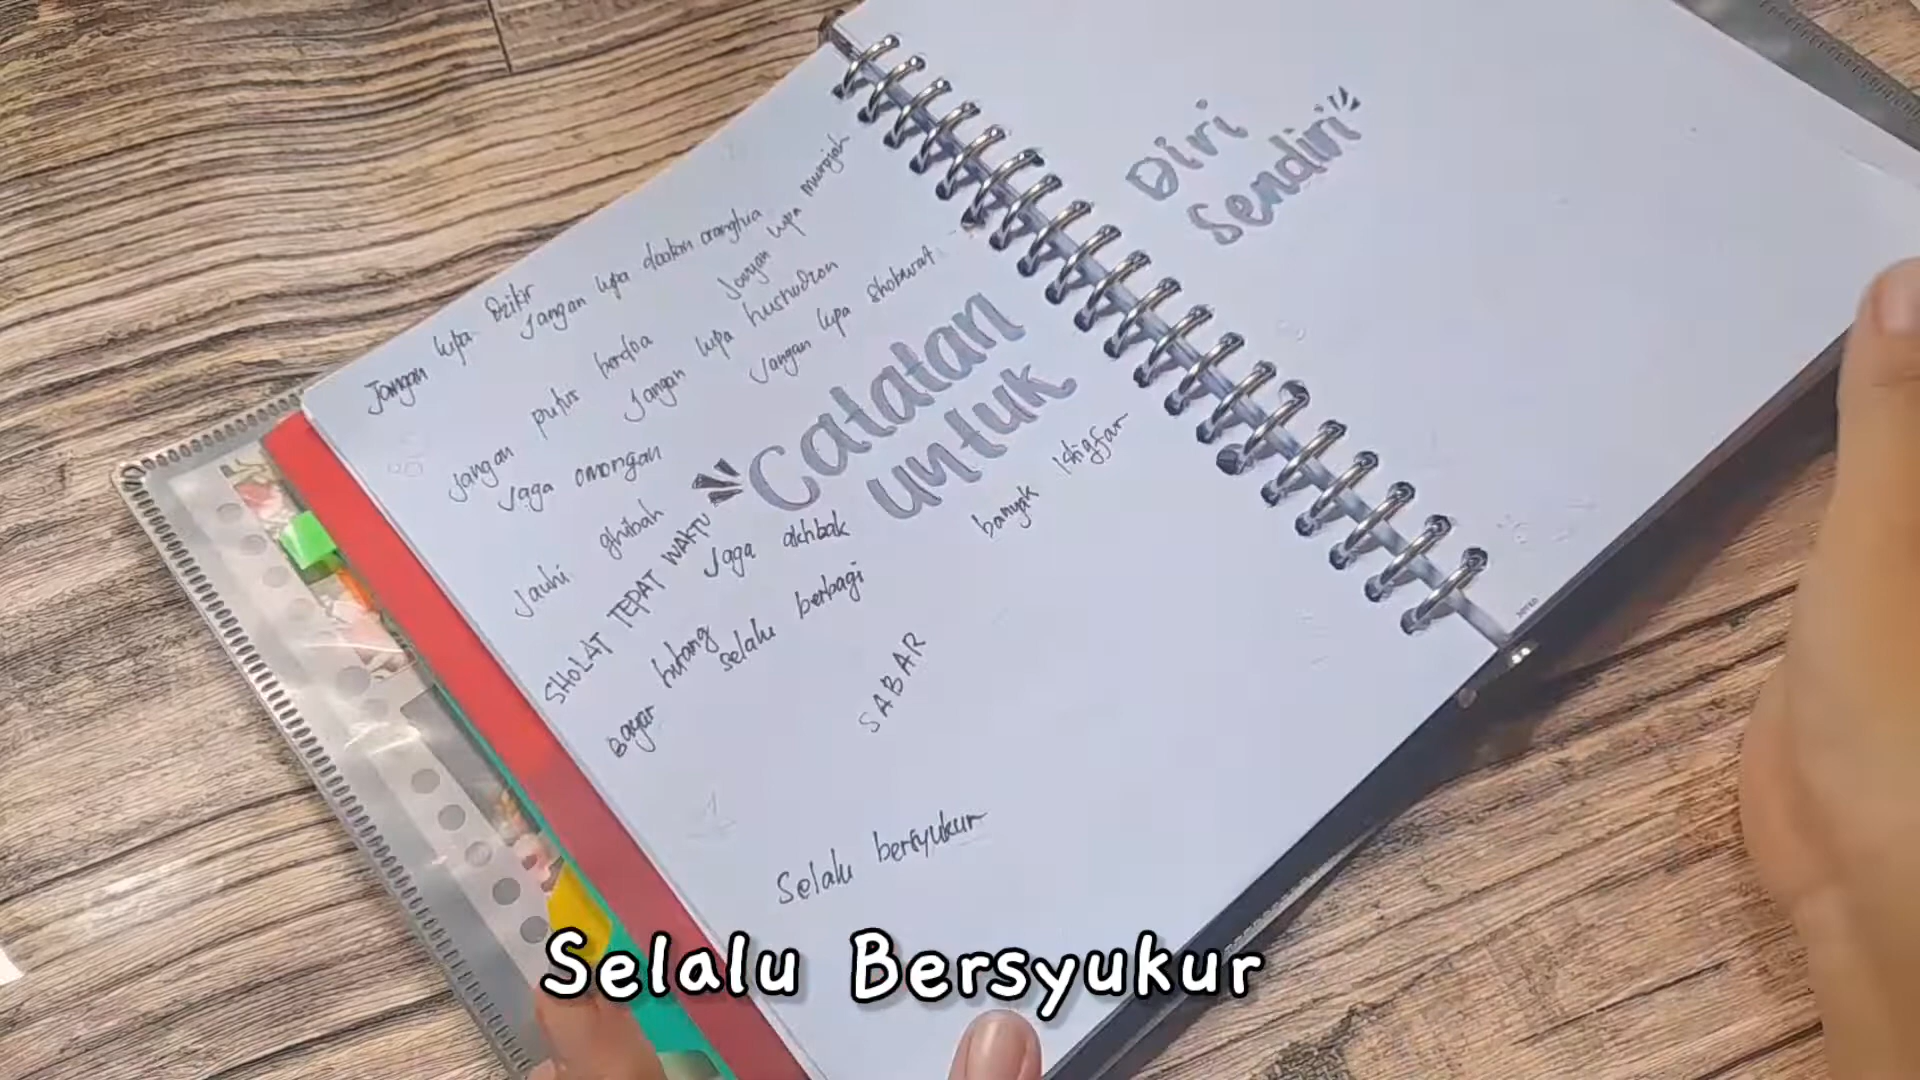 Jangan lupa Dzikir
Jangan lupa doakan orangtua
Jangan lupa murojah
Jangan putus berdoa
Jangan lupa husnudzon
Jangan lupa sholawat
Jaga omongan
Catatan
untuk
Diri
Sendiri
Jauhi ghibah
SHOLAT TEPAT WAKTU
Jaga akhlak
banyak istigfar
Bayar hutang
selalu berbagi
SABAR
Selalu bersyukur
Selalu Bersyukur